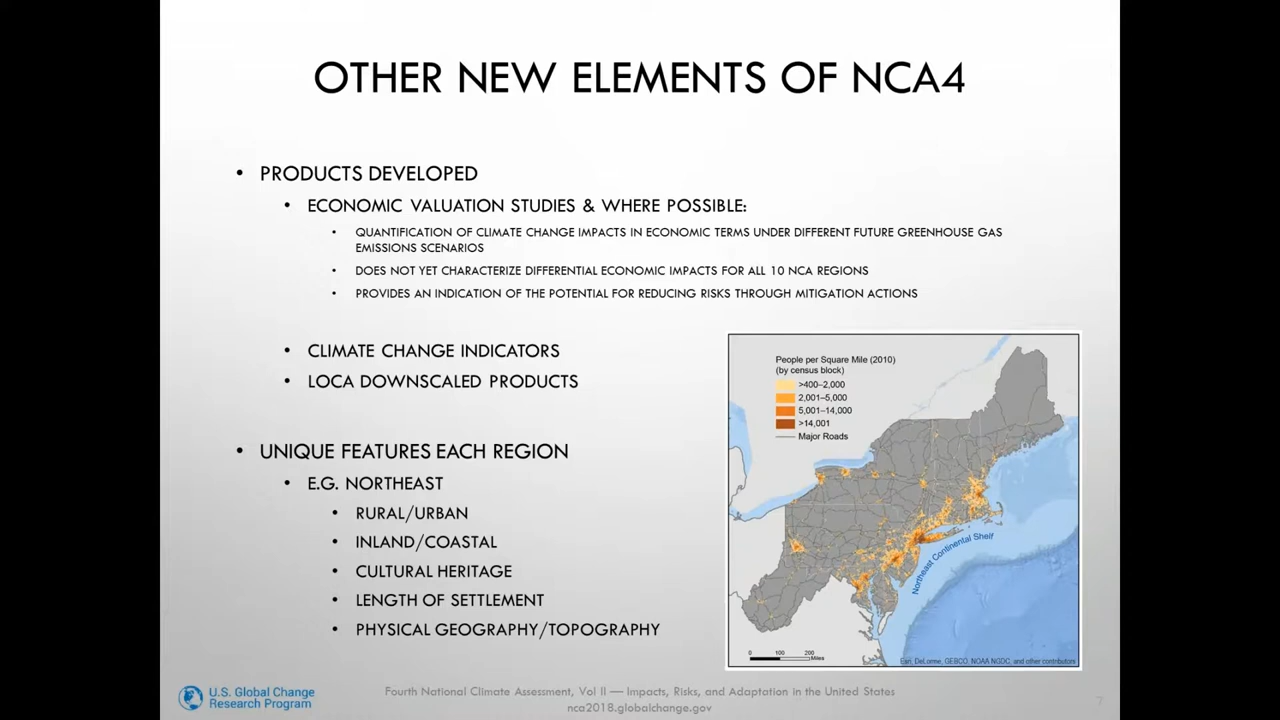 OTHER NEW ELEMENTS OF NCA4
• PRODUCTS DEVELOPED
• ECONOMIC VALUATION STUDIES & WHERE POSSIBLE:
• QUANTIFICATION OF CLIMATE CHANGE IMPACTS IN ECONOMIC TERMS UNDER DIFFERENT FUTURE GREENHOUSE GAS
EMISSIONS SCENARIOS
• DOES NOT YET CHARACTERIZE DIFFERENTIAL ECONOMIC IMPACTS FOR ALL 10 NCA REGIONS
• PROVIDES AN INDICATION OF THE POTENTIAL FOR REDUCING RISKS THROUGH MITIGATION ACTIONS
• CLIMATE CHANGE INDICATORS
• LOCA DOWNSCALED PRODUCTS
• UNIQUE FEATURES EACH REGION
• E.G. NORTHEAST
• RURAL/URBAN
• INLAND/COASTAL
• CULTURAL HERITAGE
• LENGTH OF SETTLEMENT
• PHYSICAL GEOGRAPHY/TOPOGRAPHY
People per Square Mile (2010)
(by census block)
>400–2,000
2,001–5,000
5,001–14,000
>14,001
Major Roads
Northeast Continental Shelf
0 100 200
Miles
Esri, DeLorme, GEBCO, NOAA NGDC, and other contributors
U.S. Global Change
Research Program
Fourth National Climate Assessment, Vol II — Impacts, Risks, and Adaptation in the United States
nca2018.globalchange.gov
7